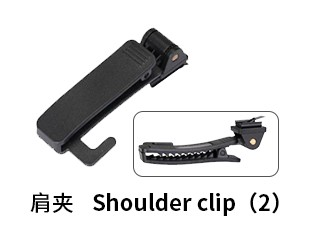 肩夹 Shoulder clip（2）